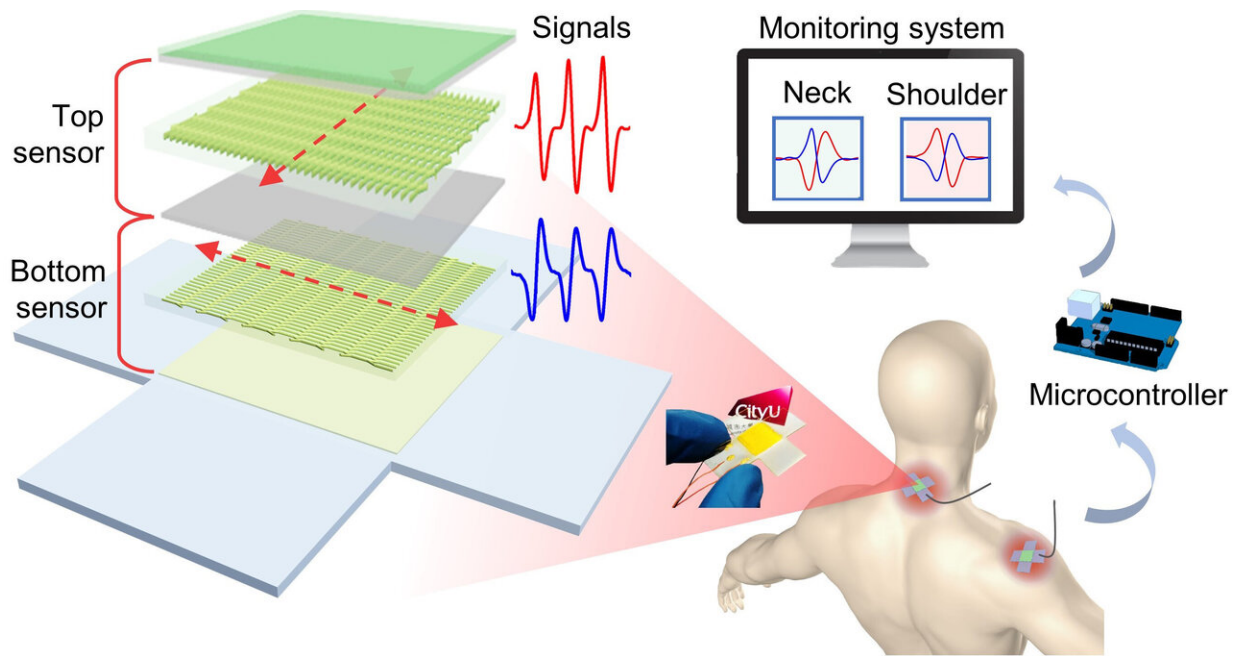 Signals
Monitoring system
Neck
Shoulder
Top
sensor
Bottom
sensor
CityU
Microcontroller